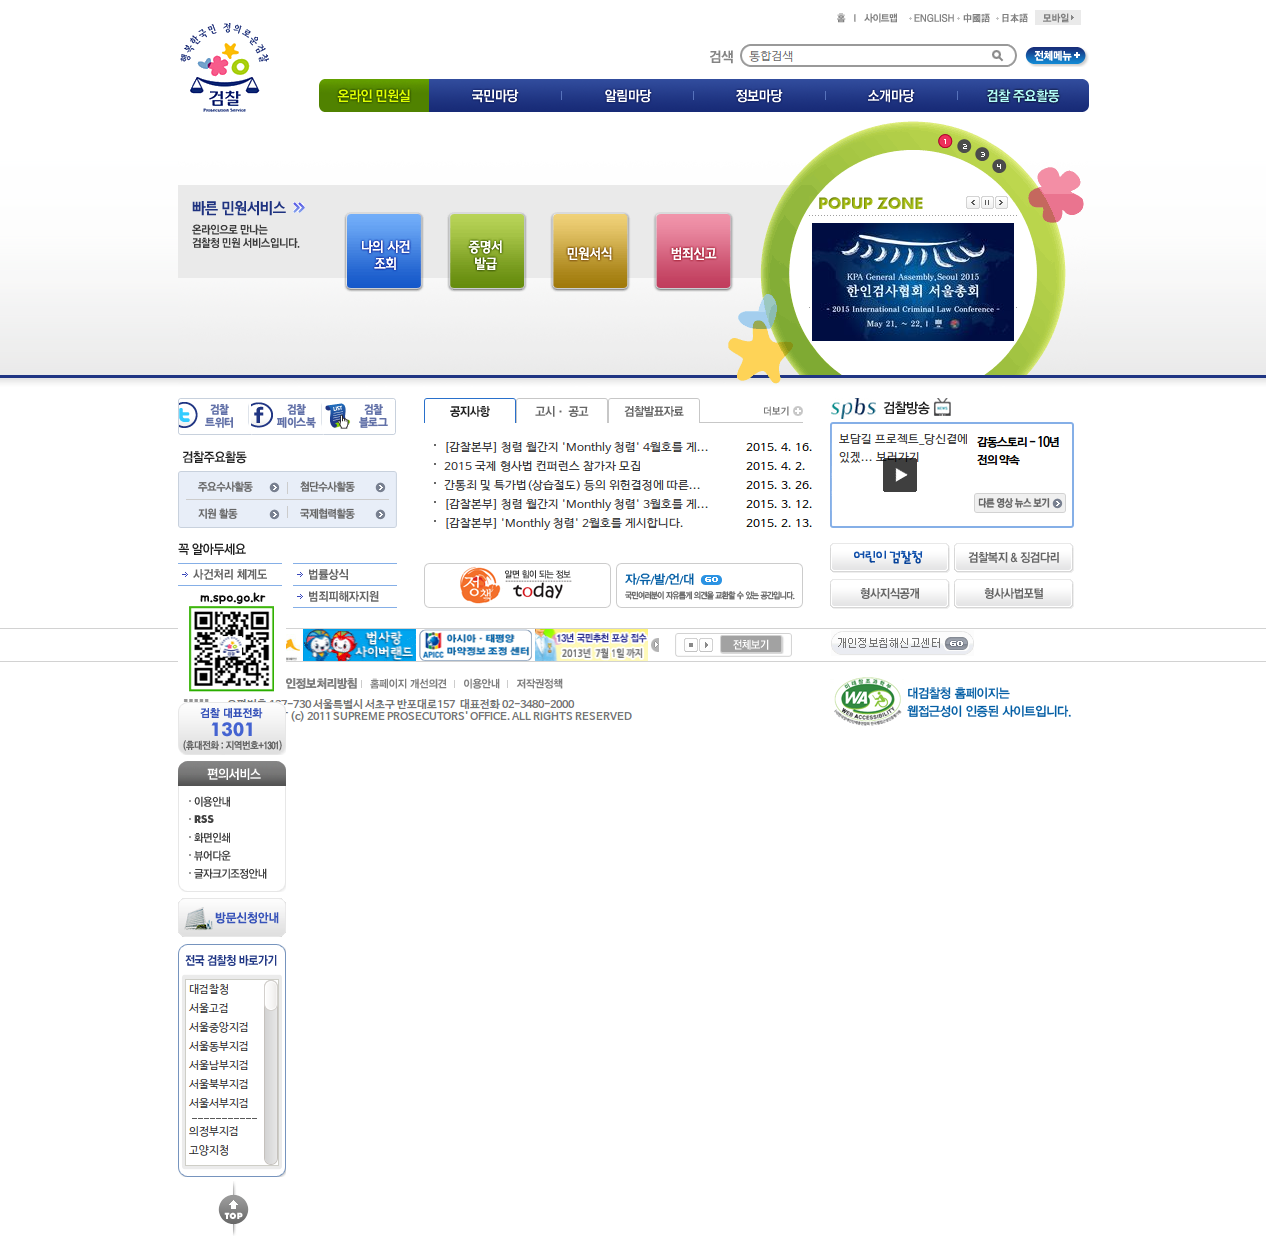 홈 사이트맵 ENGLISH 中國語 日本語 모바일
행복한국민 정의로운검찰
검찰
Prosecution Service
검색 통합검색 전체메뉴 +
온라인 민원실 국민마당 알림마당 정보마당 소개마당 검찰 주요활동
빠른 민원서비스
온라인으로 만나는
검찰청 민원 서비스입니다.
나의 사건
조회
증명서
발급
민원서식
범죄신고
1 2 3 4
POPUP ZONE
KPA General Assembly, Seoul 2015
한인검사협회 서울총회
- 2015 International Criminal Law Conference -
May 21. ~ 22. I
검찰
트위터
검찰
페이스북
검찰
블로그
검찰주요활동
주요수사활동 첨단수사활동
지원 활동 국제협력활동
꼭 알아두세요
사건처리 체계도 법률상식
범죄피해자지원
m.spo.go.kr
공지사항 고시· 공고 검찰발표자료 더보기
[감찰본부] 청렴 월간지 'Monthly 청렴' 4월호를 게... 2015. 4. 16.
2015 국제 형사법 컨퍼런스 참가자 모집 2015. 4. 2.
간통죄 및 특가법(상습절도) 등의 위헌결정에 따른... 2015. 3. 26.
[감찰본부] 청렴 월간지 'Monthly 청렴' 3월호를 게... 2015. 3. 12.
[감찰본부] 'Monthly 청렴' 2월호를 게시합니다. 2015. 2. 13.
정책 알면 힘이 되는 정보
today
자/유/발/언/대 GO
국민여러분이 자유롭게 의견을 교환할 수 있는 공간입니다.
spbs 검찰방송 NEWS
보담길 프로젝트_당신곁에
있겠... 보러가기
감동스토리 - 10년
전의 약속
다른 영상 뉴스 보기
어린이 검찰청 검찰복지 & 징검다리
형사지식공개 형사사법포털
범사랑
사이버랜드
APICC 아시아 · 태평양
마약정보 조정 센터
13년 국민추천 포상 접수
2013년 7월 1일 까지
전체보기
개인정보침해신고센터 GO
인정보처리방침 홈페이지 개선의견 이용안내 저작권정책
137-730 서울특별시 서초구 반포대로157 대표전화 02-3480-2000
(c) 2011 SUPREME PROSECUTORS' OFFICE. ALL RIGHTS RESERVED
WA
WEB ACCESSIBILITY
대검찰청 홈페이지는
웹접근성이 인증된 사이트입니다.
검찰 대표전화
1301
(휴대전화 : 지역번호+1301)
편의서비스
이용안내
RSS
화면인쇄
뷰어다운
글자크기조정안내
방문신청안내
전국 검찰청 바로가기
대검찰청
서울고검
서울중앙지검
서울동부지검
서울남부지검
서울북부지검
서울서부지검
-----------
의정부지검
고양지청
TOP